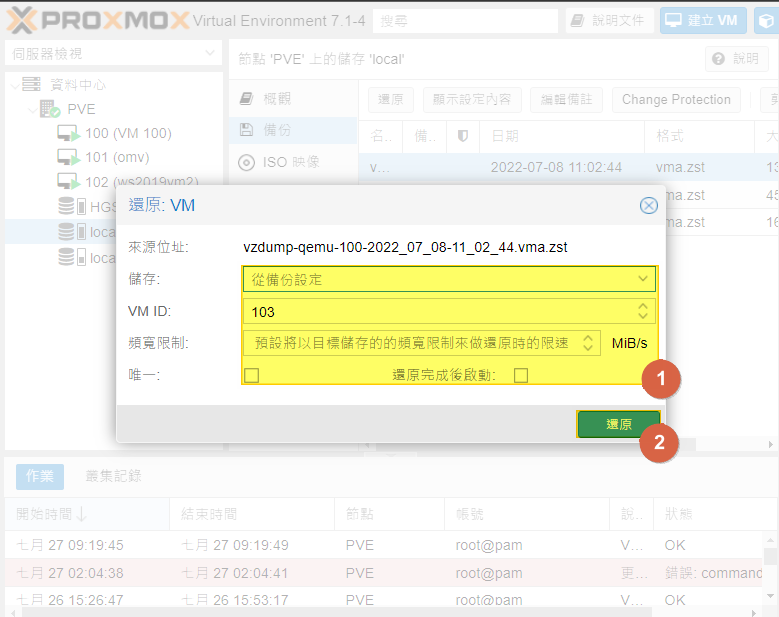 PROXMOX Virtual Environment 7.1-4 搜尋 說明文件 建立 VM
伺服器檢視
節點 'PVE' 上的儲存 'local' 說明
資料中心
PVE
100 (VM 100)
101 (omv)
102 (ws2019vm2)
HGS
loca
loca
概觀
備份
ISO 映像
還原 顯示設定內容 編輯備註 Change Protection
名... 備... 日期 格式 大
v... 2022-07-08 11:02:44 vma.zst 13
ma.zst 45
ma.zst 16
還原: VM
來源位址: vzdump-qemu-100-2022_07_08-11_02_44.vma.zst
儲存: 從備份設定
VM ID: 103
頻寬限制: 預設將以目標儲存的的頻寬限制來做還原時的限速 MiB/s
唯一: 還原完成後啟動:
1
還原
2
作業 叢集記錄
開始時間↓ 結束時間 節點 帳號 說... 狀態
七月 27 09:19:45 七月 27 09:19:49 PVE root@pam V... OK
七月 27 02:04:38 七月 27 02:04:41 PVE root@pam 更... 錯誤: command
七月 26 15:26:47 七月 26 15:53:17 PVE root@pam V... OK